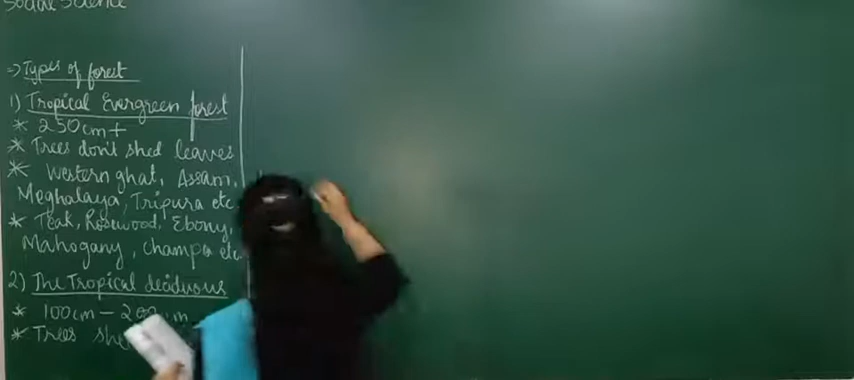 Social Science
=> Types of forest
1) Tropical Evergreen forest
* 250cm+
* Trees don't shed leaves
* Western ghat, Assam,
Meghalaya, Tripura etc
* Teak, Rosewood, Ebony,
Mahogany, Champa etc
2) The Tropical deciduous
* 100cm - 200cm
* Trees